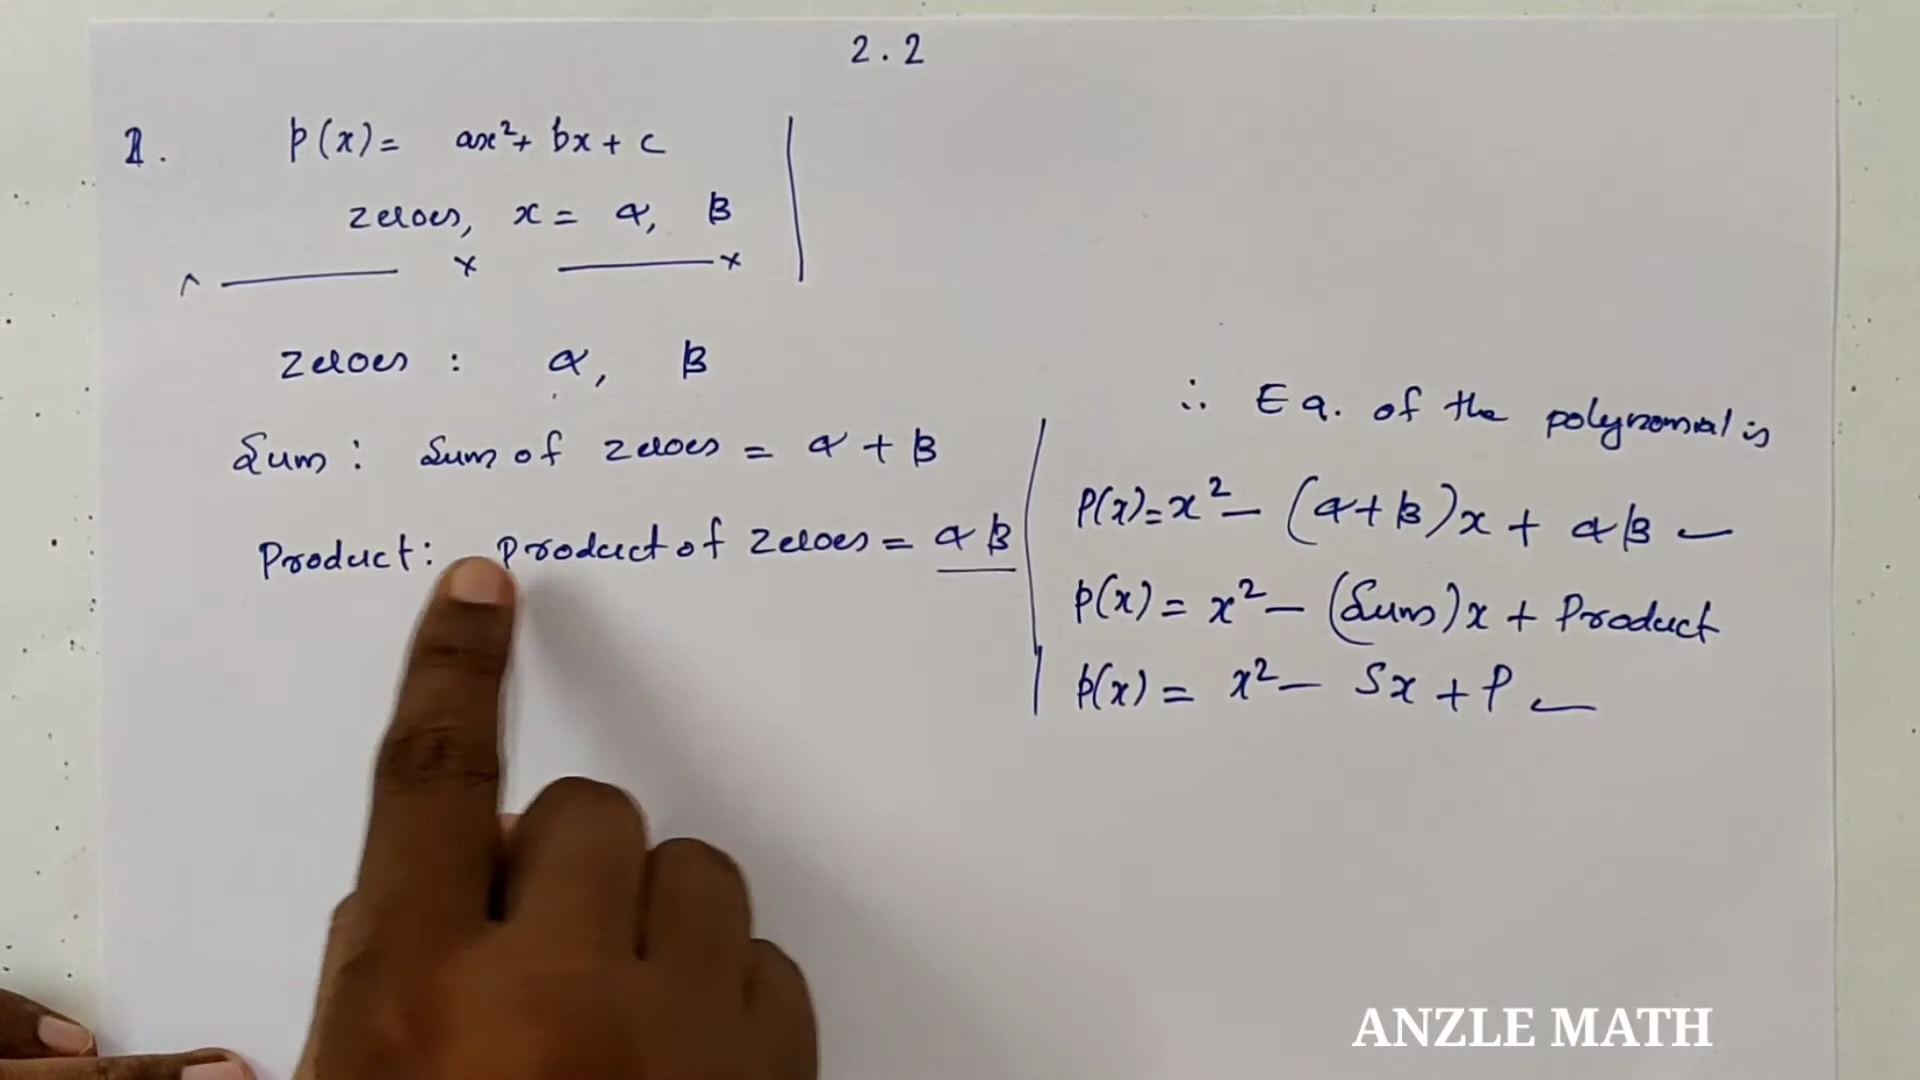 2.2
1. p(x) = ax² + bx + c
zeroes, x = α, β
x x
zeroes : α, β
Sum : Sum of zeroes = α + β
Product : Product of zeroes = αβ
∴ Eq. of the polynomial is
P(x) = x² - (α+β)x + αβ
p(x) = x² - (Sum)x + Product
p(x) = x² - Sx + P
ANZLE MATH